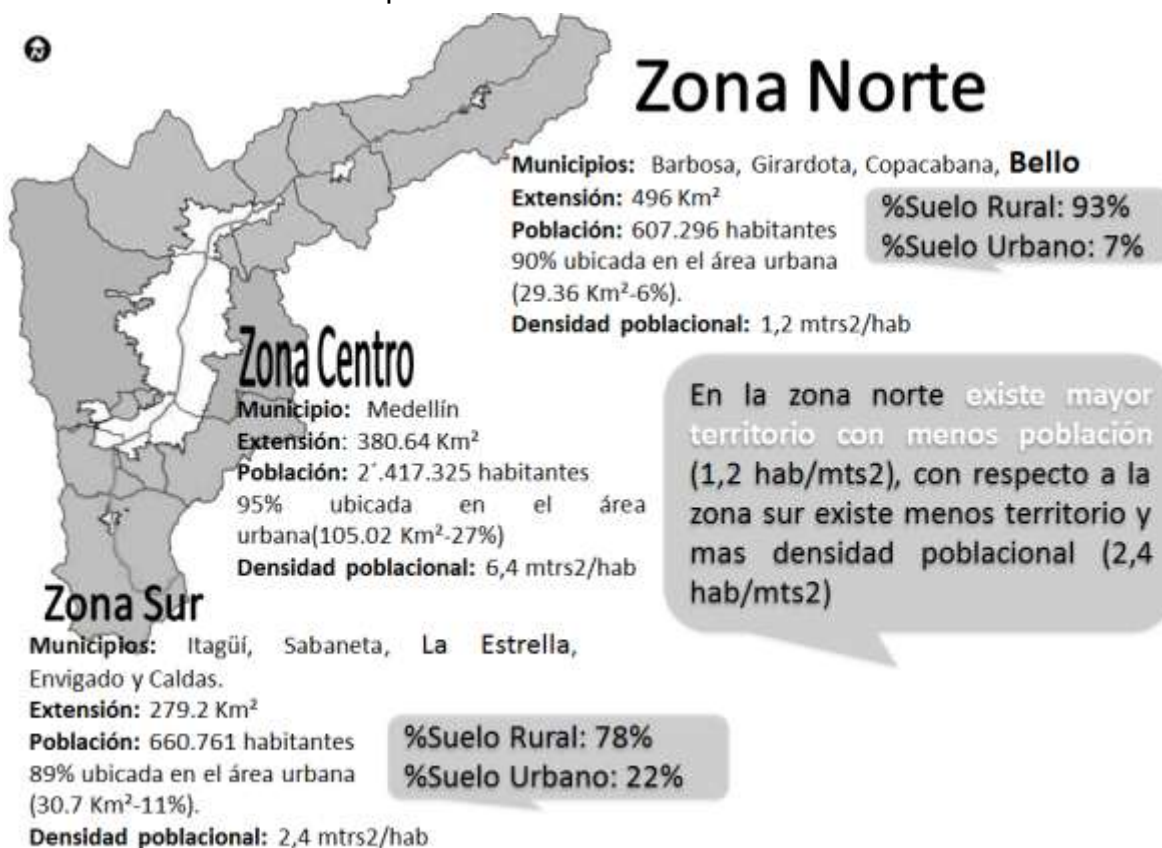 Zona Norte
Municipios: Barbosa, Girardota, Copacabana, Bello
Extensión: 496 Km²
Población: 607.296 habitantes
90% ubicada en el área urbana
(29.36 Km²-6%).
Densidad poblacional: 1,2 mtrs2/hab
%Suelo Rural: 93%
%Suelo Urbano: 7%
Zona Centro
Municipio: Medellín
Extensión: 380.64 Km²
Población: 2´.417.325 habitantes
95% ubicada en el área
urbana(105.02 Km²-27%)
Densidad poblacional: 6,4 mtrs2/hab
En la zona norte existe mayor
territorio con menos población
(1,2 hab/mts2), con respecto a la
zona sur existe menos territorio y
mas densidad poblacional (2,4
hab/mts2)
Zona Sur
Municipios: Itagüí, Sabaneta, La Estrella,
Envigado y Caldas.
Extensión: 279.2 Km²
Población: 660.761 habitantes
89% ubicada en el área urbana
(30.7 Km²-11%).
Densidad poblacional: 2,4 mtrs2/hab
%Suelo Rural: 78%
%Suelo Urbano: 22%